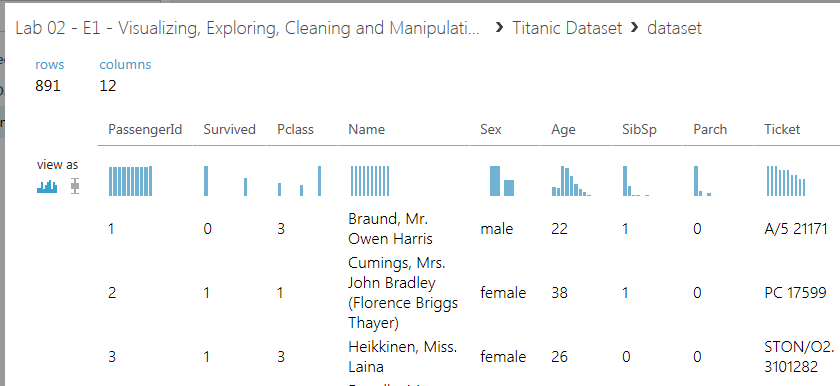 Lab 02 - E1 - Visualizing, Exploring, Cleaning and Manipulati... > Titanic Dataset > dataset
rows columns
891 12
PassengerId Survived Pclass Name Sex Age SibSp Parch Ticket
view as
1 0 3 Braund, Mr. Owen Harris male 22 1 0 A/5 21171
2 1 1 Cumings, Mrs. John Bradley (Florence Briggs Thayer) female 38 1 0 PC 17599
3 1 3 Heikkinen, Miss. Laina female 26 0 0 STON/O2. 3101282